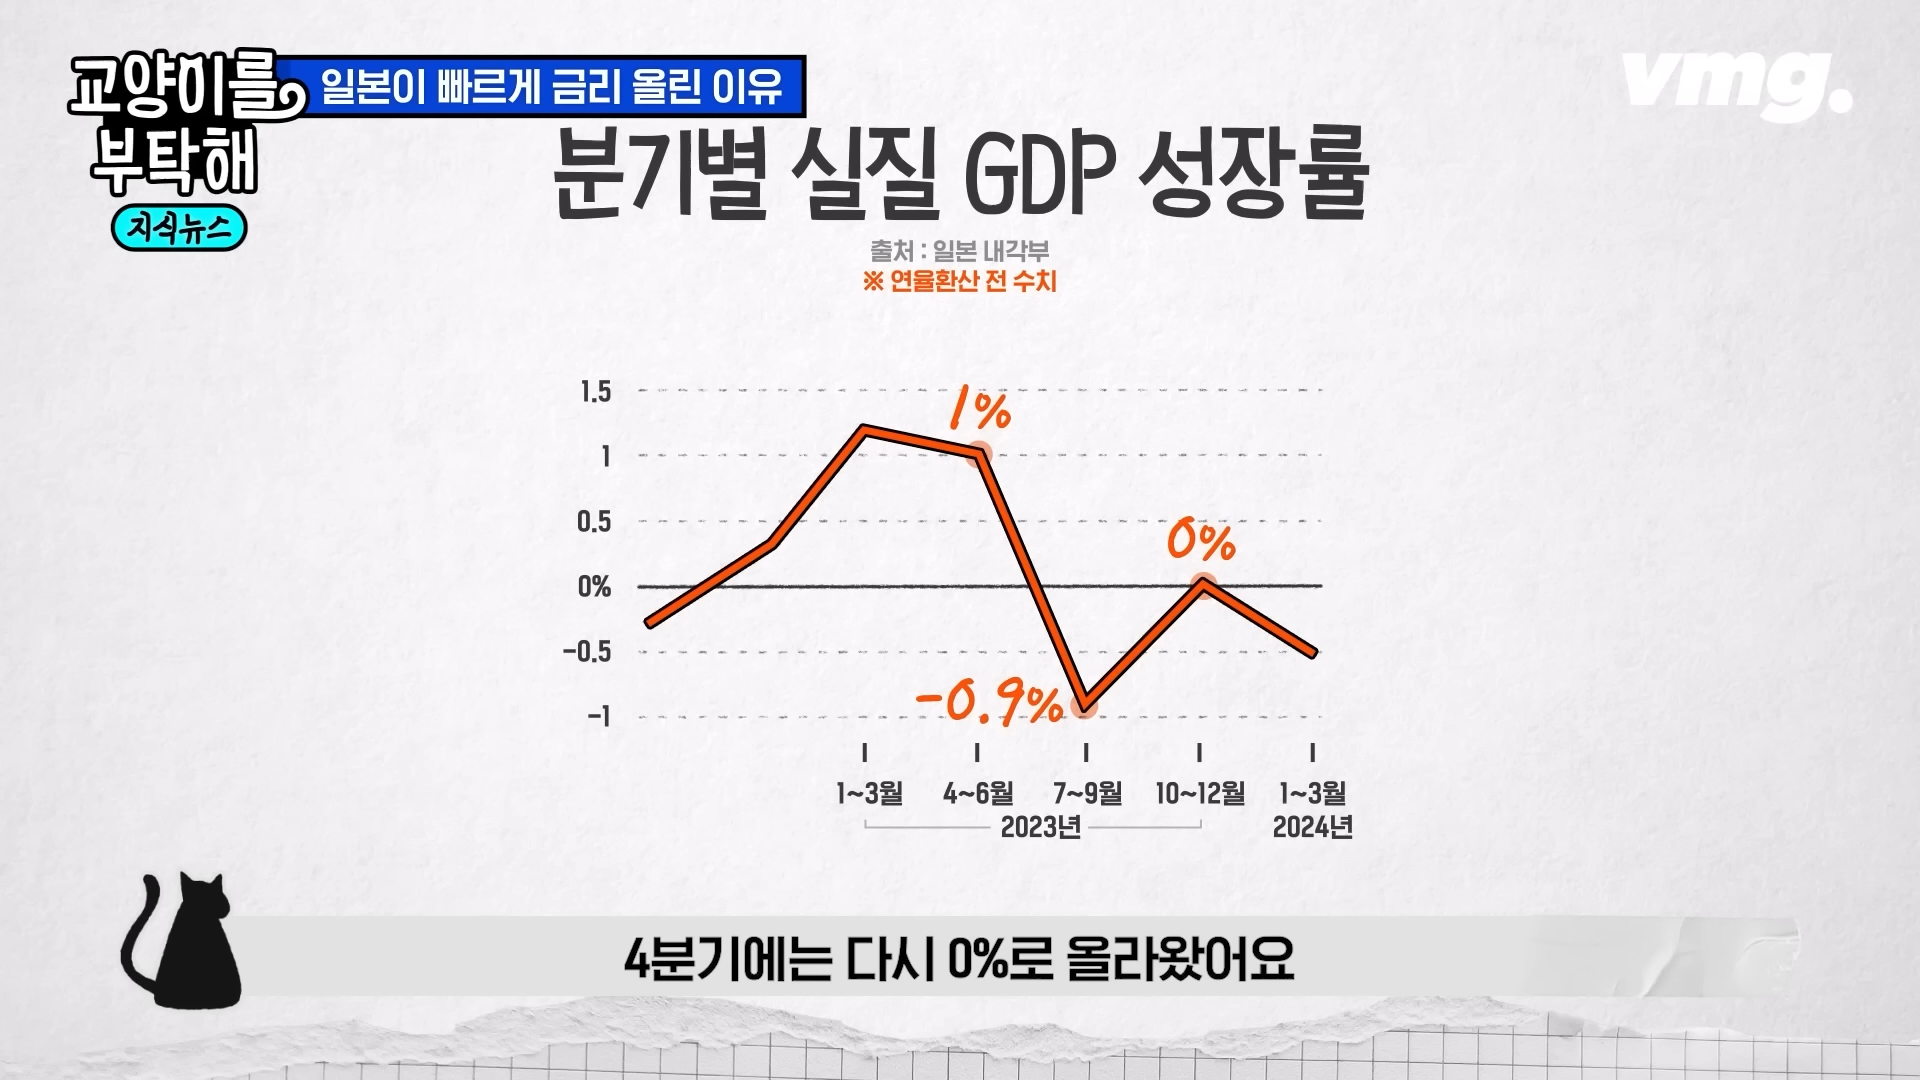 교양이를
부탁해
지식뉴스
일본이 빠르게 금리 올린 이유
vmg.
분기별 실질 GDP 성장률
출처 : 일본 내각부
※ 연율환산 전 수치
1.5
1
0.5
0%
-0.5
-1
1%
0%
-0.9%
1~3월 4~6월 7~9월 10~12월 1~3월
2023년 2024년
4분기에는 다시 0%로 올라왔어요